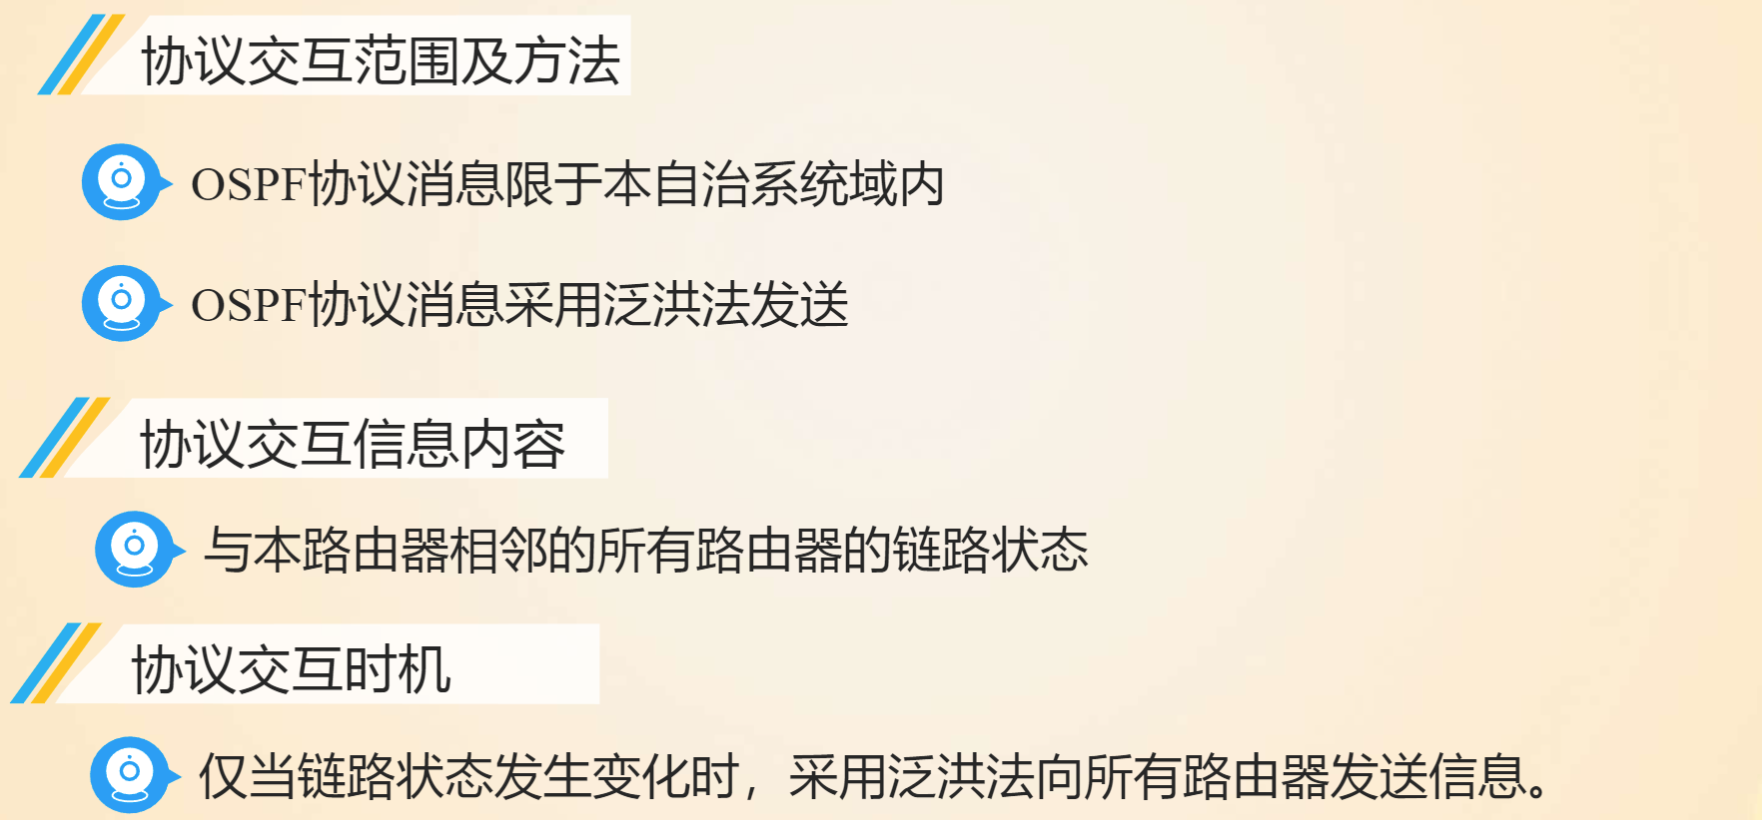 协议交互范围及方法
OSPF协议消息限于本自治系统域内
OSPF协议消息采用泛洪法发送
协议交互信息内容
与本路由器相邻的所有路由器的链路状态
协议交互时机
仅当链路状态发生变化时，采用泛洪法向所有路由器发送信息。